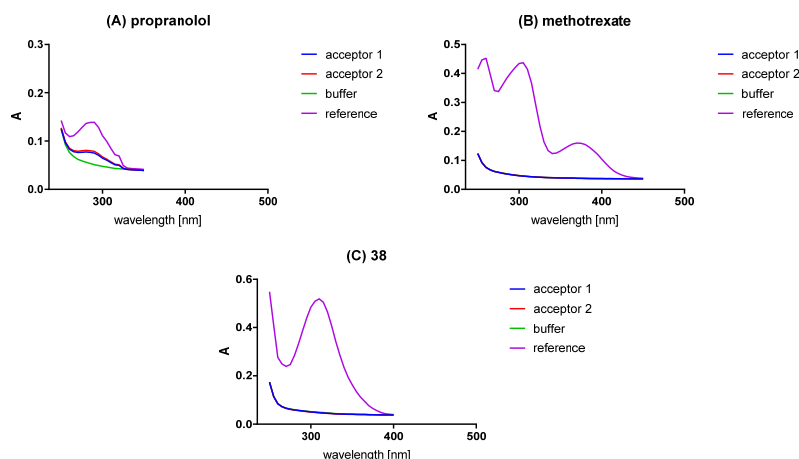 (A) propranolol
0.3
0.2
0.1
0.0
A
300
400
500
wavelength [nm]
acceptor 1
acceptor 2
buffer
reference
(B) methotrexate
0.5
0.4
0.3
0.2
0.1
0.0
A
300
400
500
wavelength [nm]
acceptor 1
acceptor 2
buffer
reference
(C) 38
0.6
0.4
0.2
0.0
A
300
400
500
wavelength [nm]
acceptor 1
acceptor 2
buffer
reference